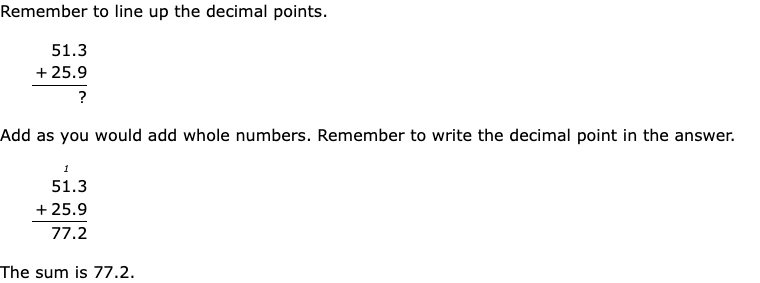 Remember to line up the decimal points.
51.3
+ 25.9
?
Add as you would add whole numbers. Remember to write the decimal point in the answer.
1
51.3
+ 25.9
77.2
The sum is 77.2.